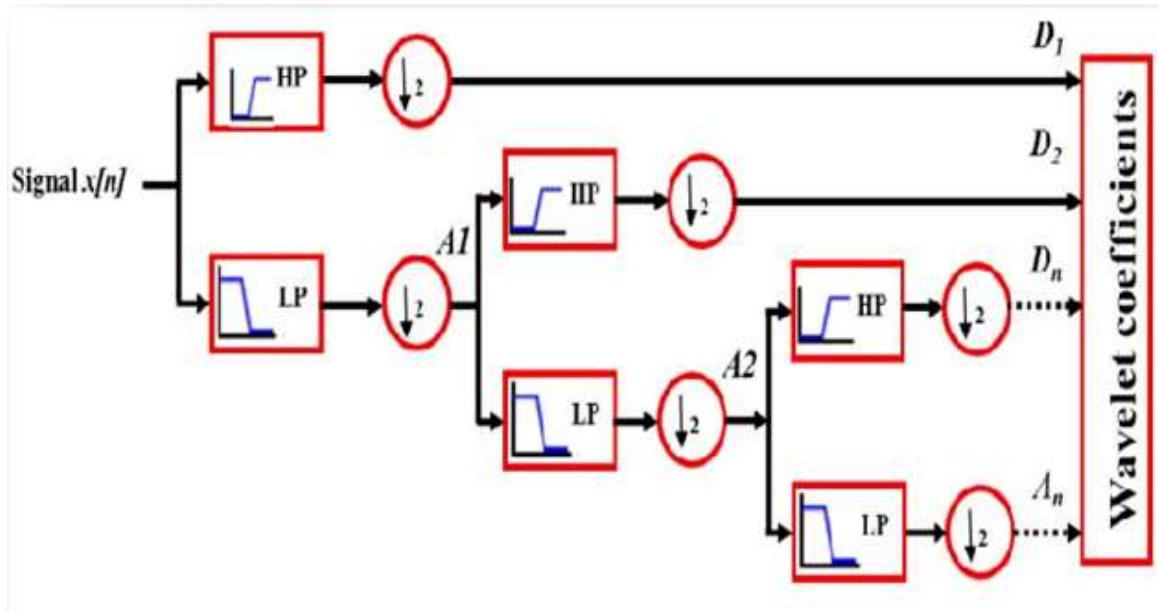 D1
HP
2
D2
Signal x[n]
HP
2
A1
Dn
LP
2
HP
2
A2
LP
2
An
LP
2
Wavelet coefficients